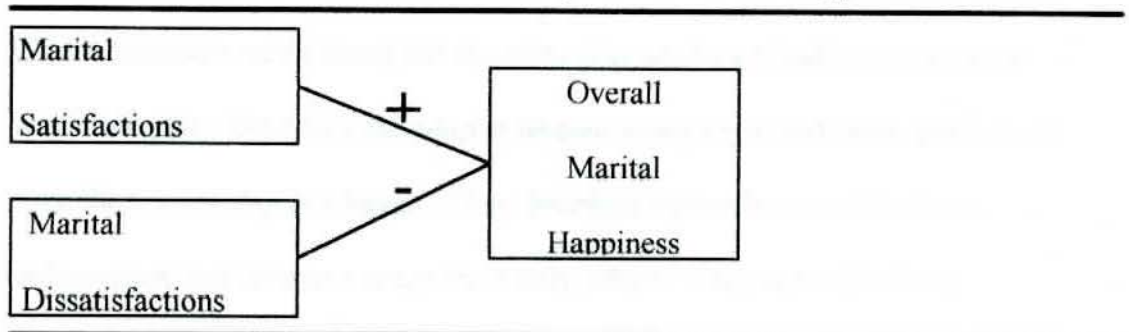 Marital
Satisfactions
+
Overall
Marital
Happiness
-
Marital
Dissatisfactions